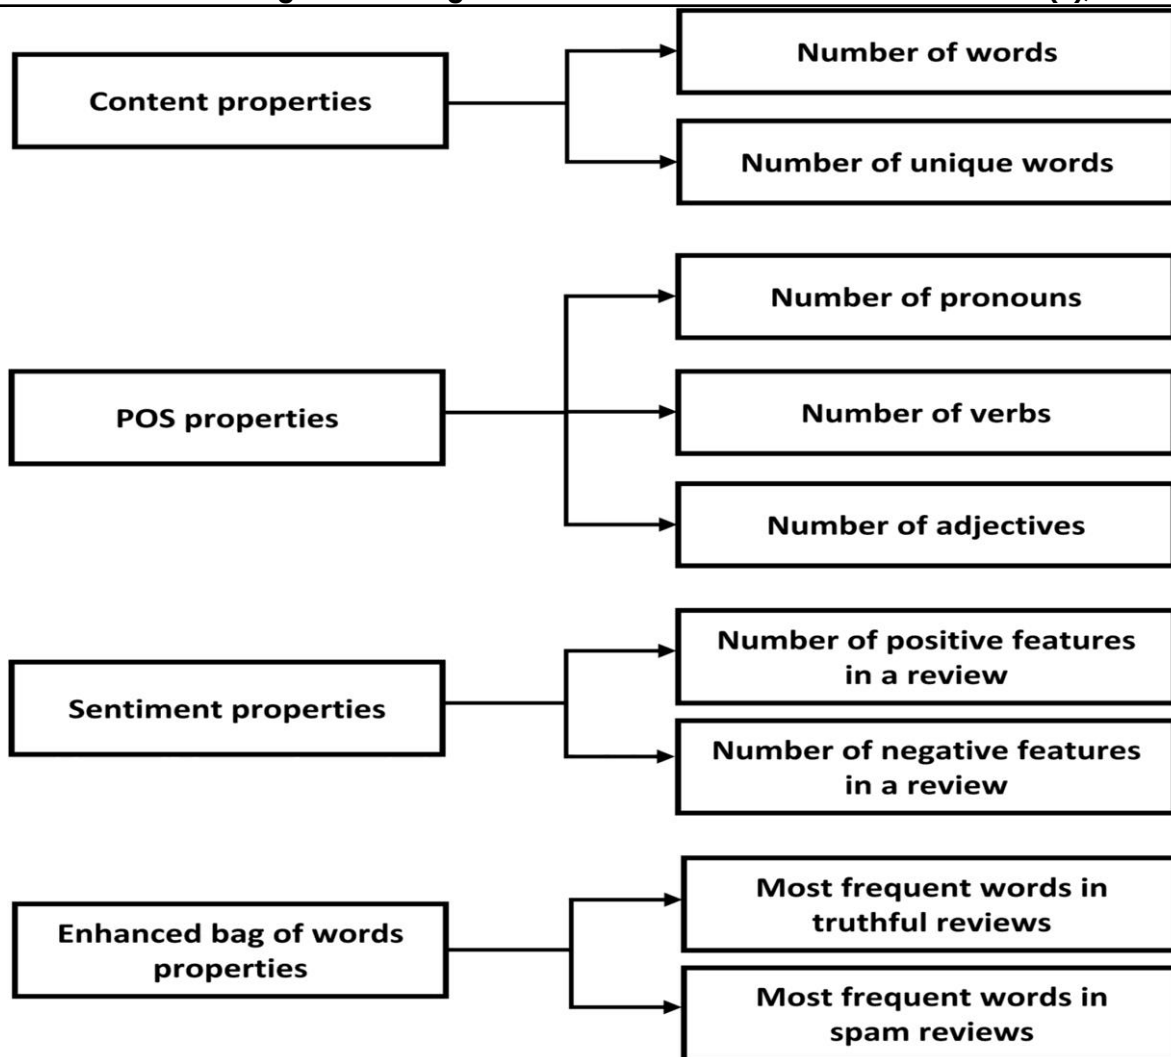 Number of words
Content properties
Number of unique words
Number of pronouns
POS properties
Number of verbs
Number of adjectives
Number of positive features
in a review
Sentiment properties
Number of negative features
in a review
Most frequent words in
truthful reviews
Enhanced bag of words
properties
Most frequent words in
spam reviews